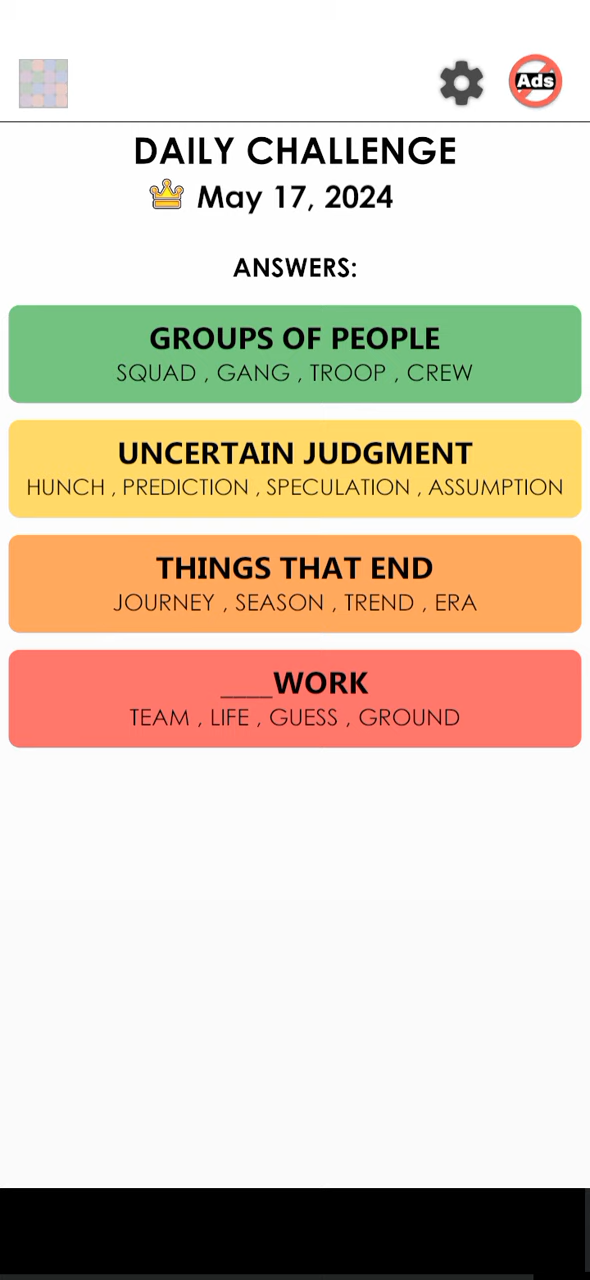 Ads
DAILY CHALLENGE
May 17, 2024
ANSWERS:
GROUPS OF PEOPLE
SQUAD , GANG , TROOP , CREW
UNCERTAIN JUDGMENT
HUNCH , PREDICTION , SPECULATION , ASSUMPTION
THINGS THAT END
JOURNEY , SEASON , TREND , ERA
____WORK
TEAM , LIFE , GUESS , GROUND